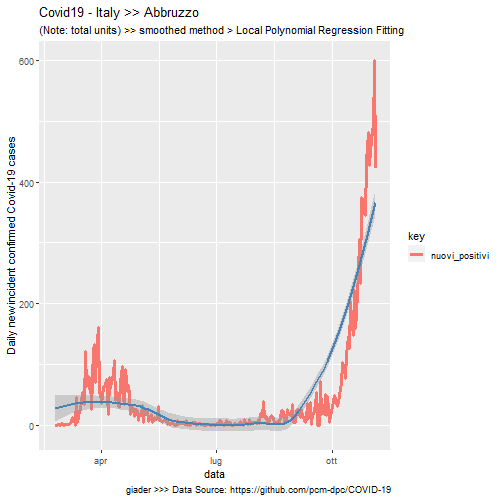 Covid19 - Italy >> Abbruzzo
(Note: total units) >> smoothed method > Local Polynomial Regression Fitting
Daily new/incident confirmed Covid-19 cases
600
400
200
0
apr
lug
ott
data
key
nuovi_positivi
giader >>> Data Source: https://github.com/pcm-dpc/COVID-19